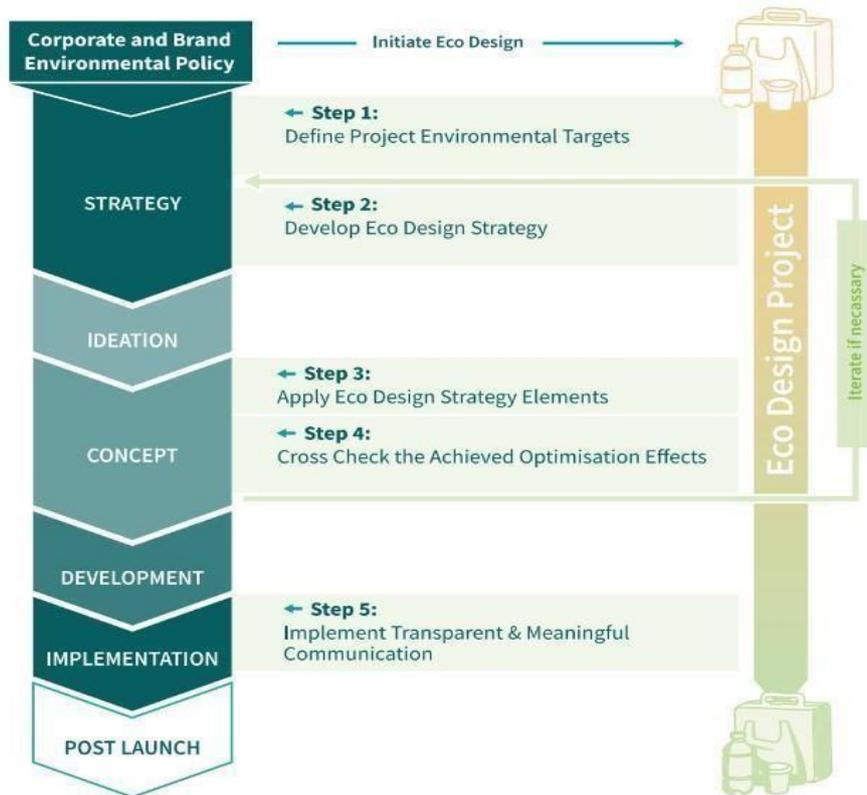 Corporate and Brand
Environmental Policy
Initiate Eco Design
Step 1:
Define Project Environmental Targets
STRATEGY
Step 2:
Develop Eco Design Strategy
IDEATION
Step 3:
Apply Eco Design Strategy Elements
CONCEPT
Step 4:
Cross Check the Achieved Optimisation Effects
DEVELOPMENT
IMPLEMENTATION
Step 5:
Implement Transparent & Meaningful
Communication
POST LAUNCH
Eco Design Project
Iterate if necassary